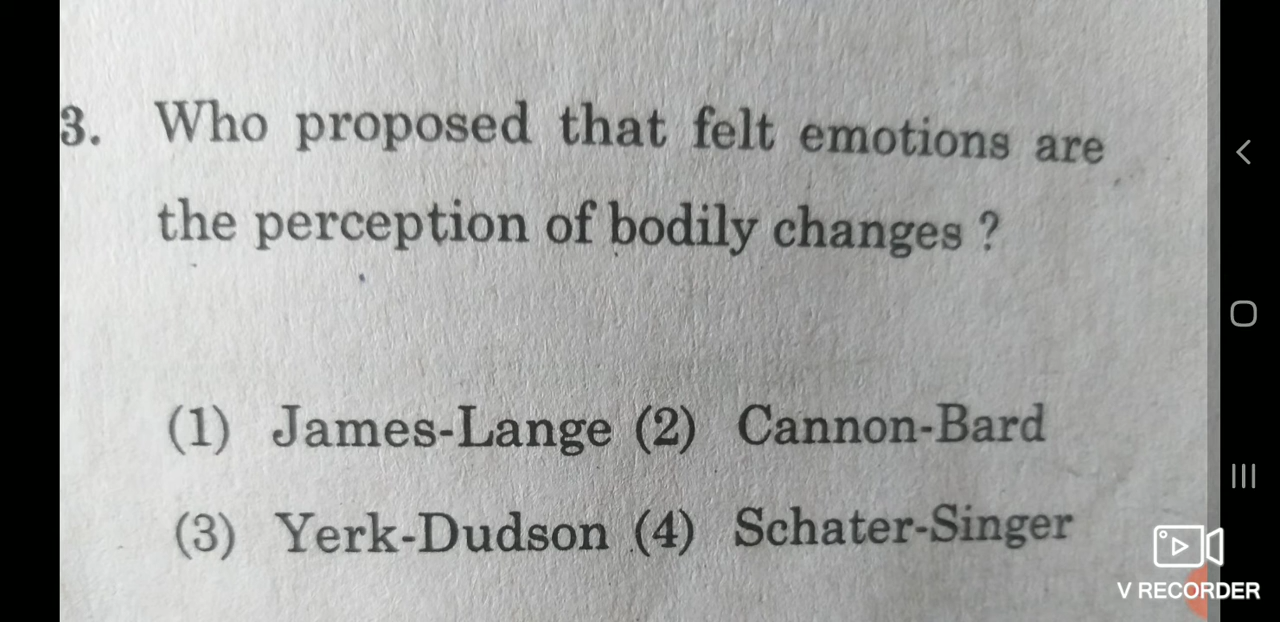 3. Who proposed that felt emotions are
the perception of bodily changes ?
(1) James-Lange (2) Cannon-Bard
(3) Yerk-Dudson (4) Schater-Singer
V RECORDER